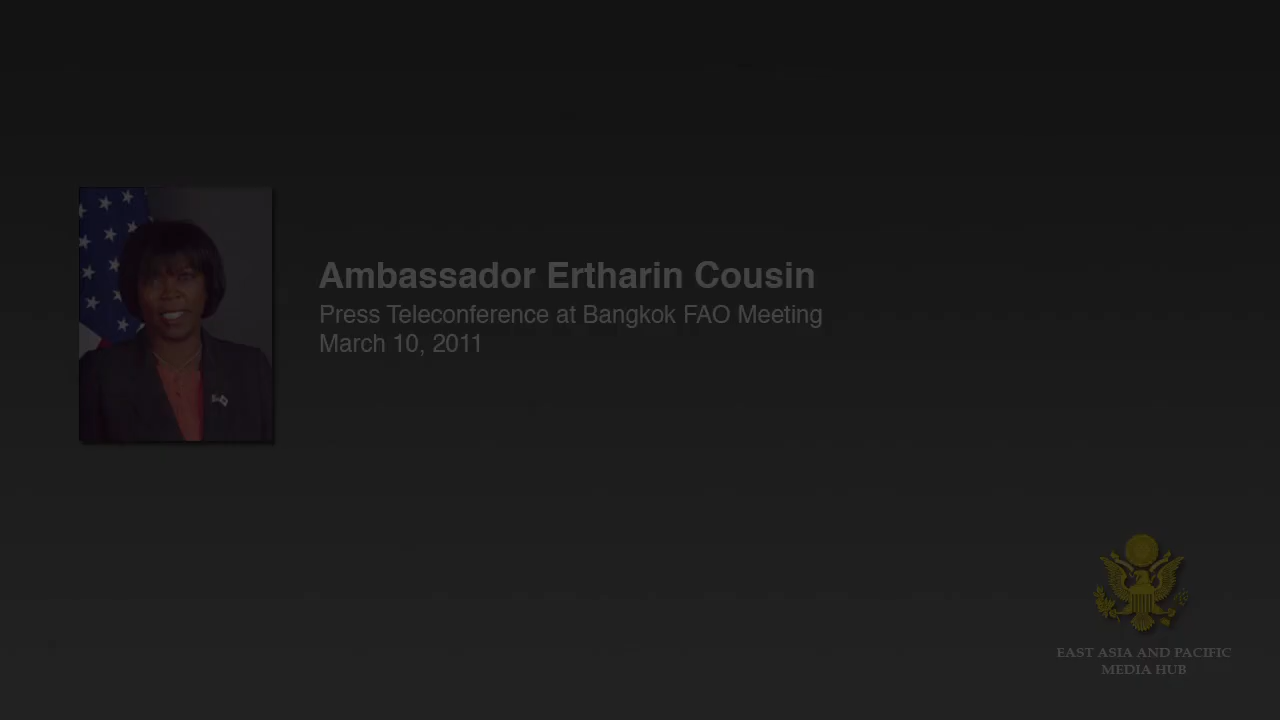 Ambassador Ertharin Cousin
Press Teleconference at Bangkok FAO Meeting
March 10, 2011
EAST ASIA AND PACIFIC
MEDIA HUB